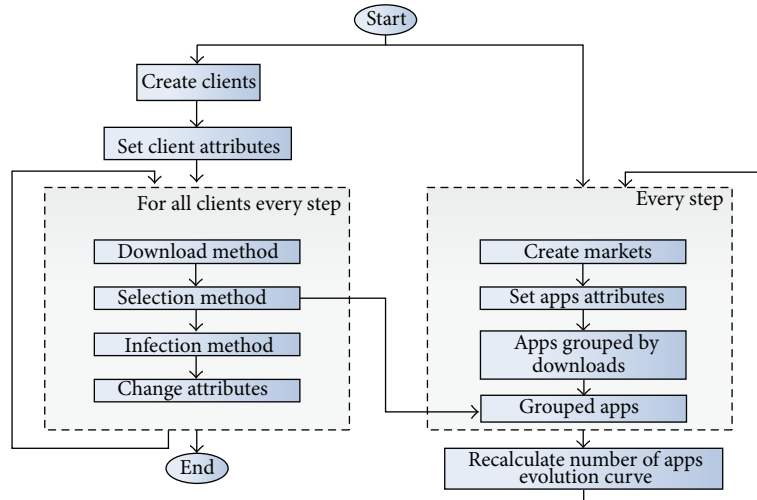 Start
Create clients
Set client attributes
For all clients every step
Download method
Selection method
Infection method
Change attributes
End
Every step
Create markets
Set apps attributes
Apps grouped by
downloads
Grouped apps
Recalculate number of apps
evolution curve